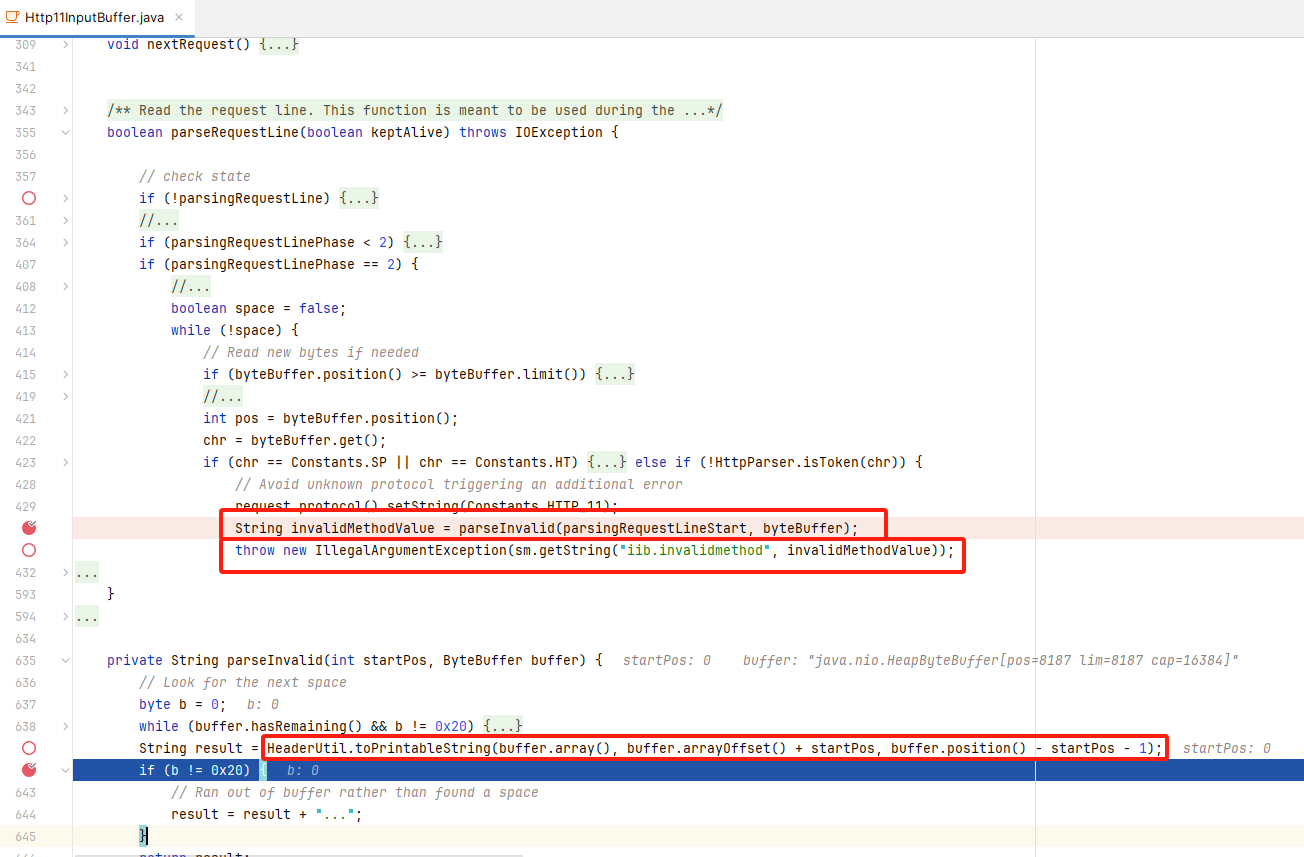 Http11InputBuffer.java ×
309 void nextRequest() {...}
341
342
343 /** Read the request line. This function is meant to be used during the ...*/
355 boolean parseRequestLine(boolean keptAlive) throws IOException {
356
357 // check state
if (!parsingRequestLine) {...}
361 //...
364 if (parsingRequestLinePhase < 2) {...}
407 if (parsingRequestLinePhase == 2) {
408 //...
412 boolean space = false;
413 while (!space) {
414 // Read new bytes if needed
415 if (byteBuffer.position() >= byteBuffer.limit()) {...}
419 //...
421 int pos = byteBuffer.position();
422 chr = byteBuffer.get();
423 if (chr == Constants.SP || chr == Constants.HT) {...} else if (!HttpParser.isToken(chr)) {
428 // Avoid unknown protocol triggering an additional error
429 request.protocol().setString(Constants.HTTP_11);
String invalidMethodValue = parseInvalid(parsingRequestLineStart, byteBuffer);
throw new IllegalArgumentException(sm.getString("iib.invalidmethod", invalidMethodValue));
432 ...
593 }
594 ...
634
635 private String parseInvalid(int startPos, ByteBuffer buffer) { startPos: 0 buffer: "java.nio.HeapByteBuffer[pos=8187 lim=8187 cap=16384]"
636 // Look for the next space
637 byte b = 0; b: 0
638 while (buffer.hasRemaining() && b != 0x20) {...}
String result = HeaderUtil.toPrintableString(buffer.array(), buffer.arrayOffset() + startPos, buffer.position() - startPos - 1); startPos: 0
if (b != 0x20) { b: 0
643 // Ran out of buffer rather than found a space
644 result = result + "...";
645 }
return result;